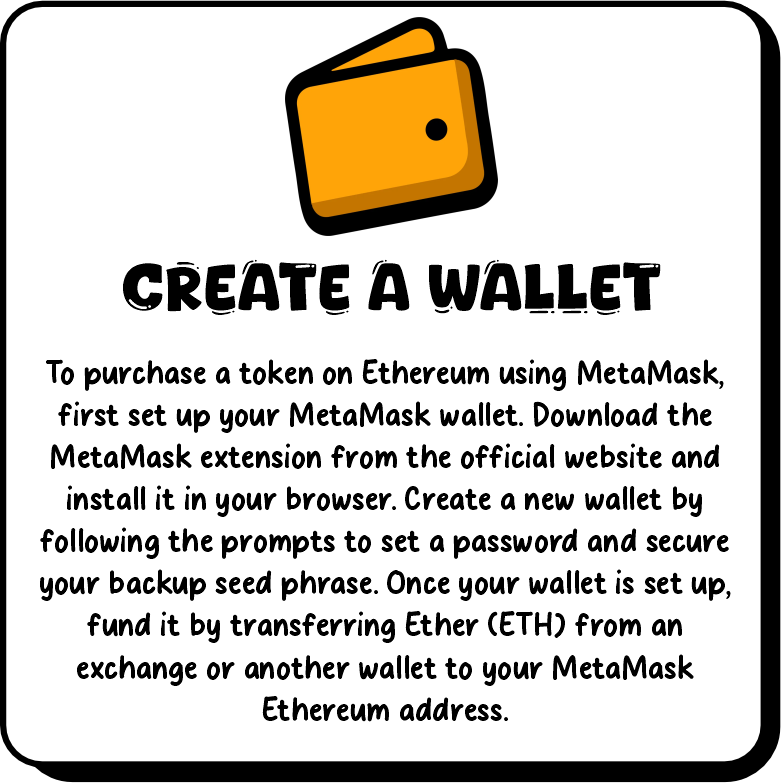 CREATE A WALLET
To purchase a token on Ethereum using MetaMask,
first set up your MetaMask wallet. Download the
MetaMask extension from the official website and
install it in your browser. Create a new wallet by
following the prompts to set a password and secure
your backup seed phrase. Once your wallet is set up,
fund it by transferring Ether (ETH) from an
exchange or another wallet to your MetaMask
Ethereum address.